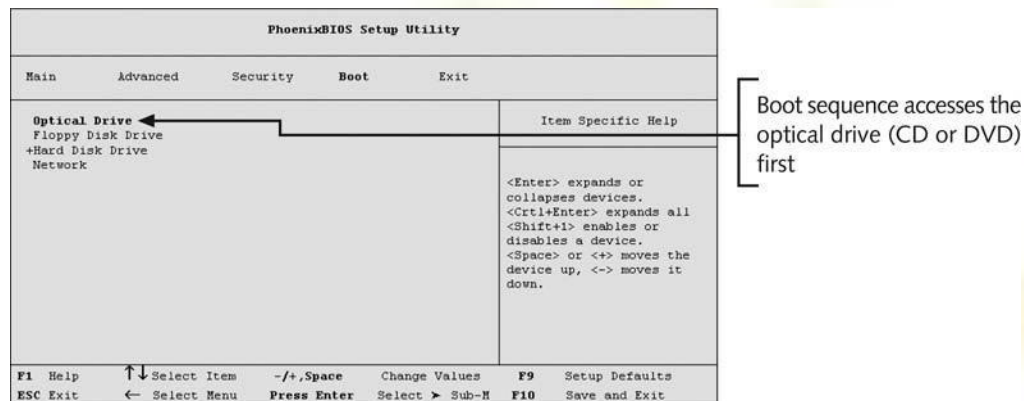 PhoenixBIOS Setup Utility
Main Advanced Security Boot Exit
Optical Drive
Floppy Disk Drive
+Hard Disk Drive
Network
Item Specific Help
<Enter> expands or
collapses devices.
<Crtl+Enter> expands all
<Shift+1> enables or
disables a device.
<Space> or <+> moves the
device up, <-> moves it
down.
F1 Help ↑↓ Select Item -/+,Space Change Values F9 Setup Defaults
ESC Exit ← Select Menu Press Enter Select ➤ Sub-M F10 Save and Exit
Boot sequence accesses the
optical drive (CD or DVD)
first